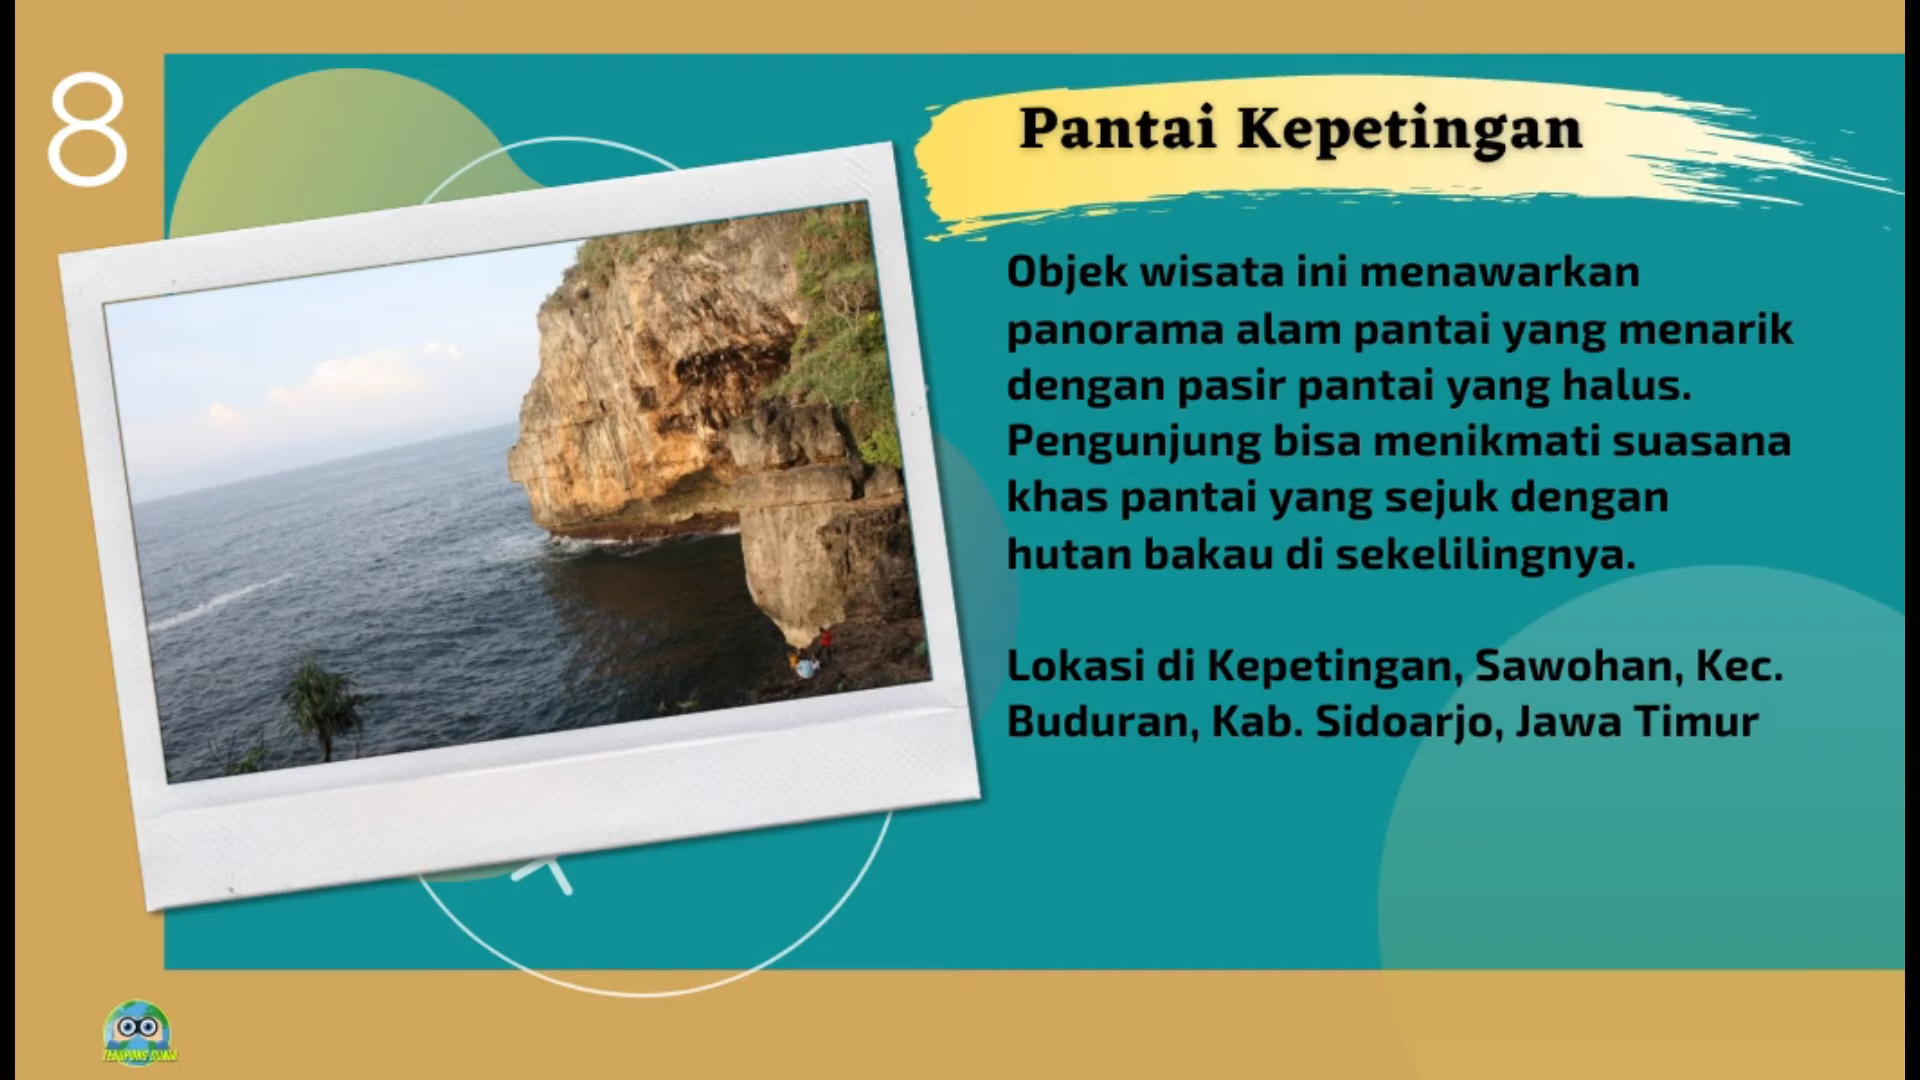 8
Pantai Kepetingan
Objek wisata ini menawarkan
panorama alam pantai yang menarik
dengan pasir pantai yang halus.
Pengunjung bisa menikmati suasana
khas pantai yang sejuk dengan
hutan bakau di sekelilingnya.
Lokasi di Kepetingan, Sawohan, Kec.
Buduran, Kab. Sidoarjo, Jawa Timur